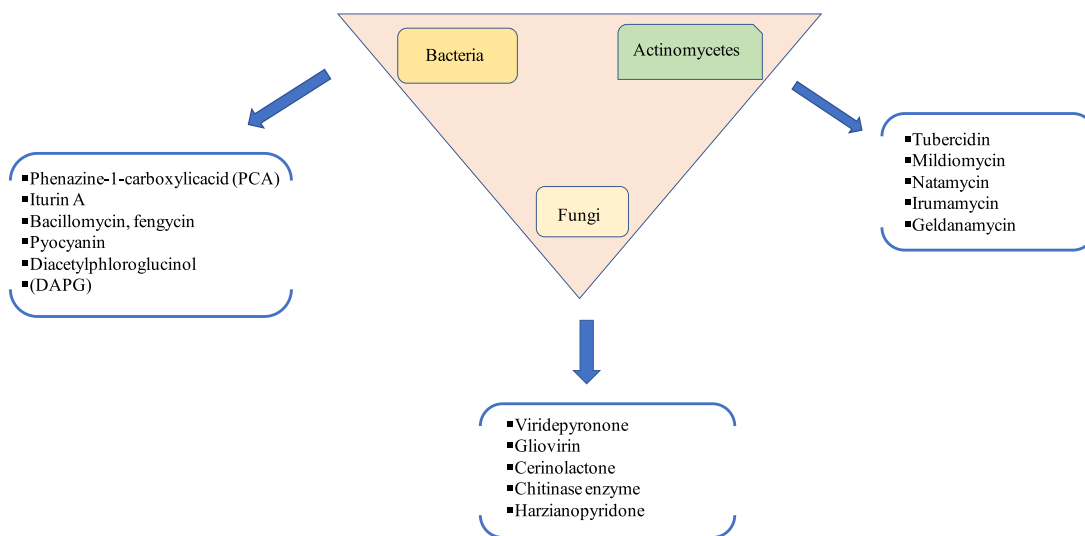 Bacteria
Actinomycetes
Fungi
▪Phenazine-1-carboxylicacid (PCA)
▪Iturin A
▪Bacillomycin, fengycin
▪Pyocyanin
▪Diacetylphloroglucinol
▪(DAPG)
▪Tubercidin
▪Mildiomycin
▪Natamycin
▪Irumamycin
▪Geldanamycin
▪Viridepyronone
▪Gliovirin
▪Cerinolactone
▪Chitinase enzyme
▪Harzianopyridone